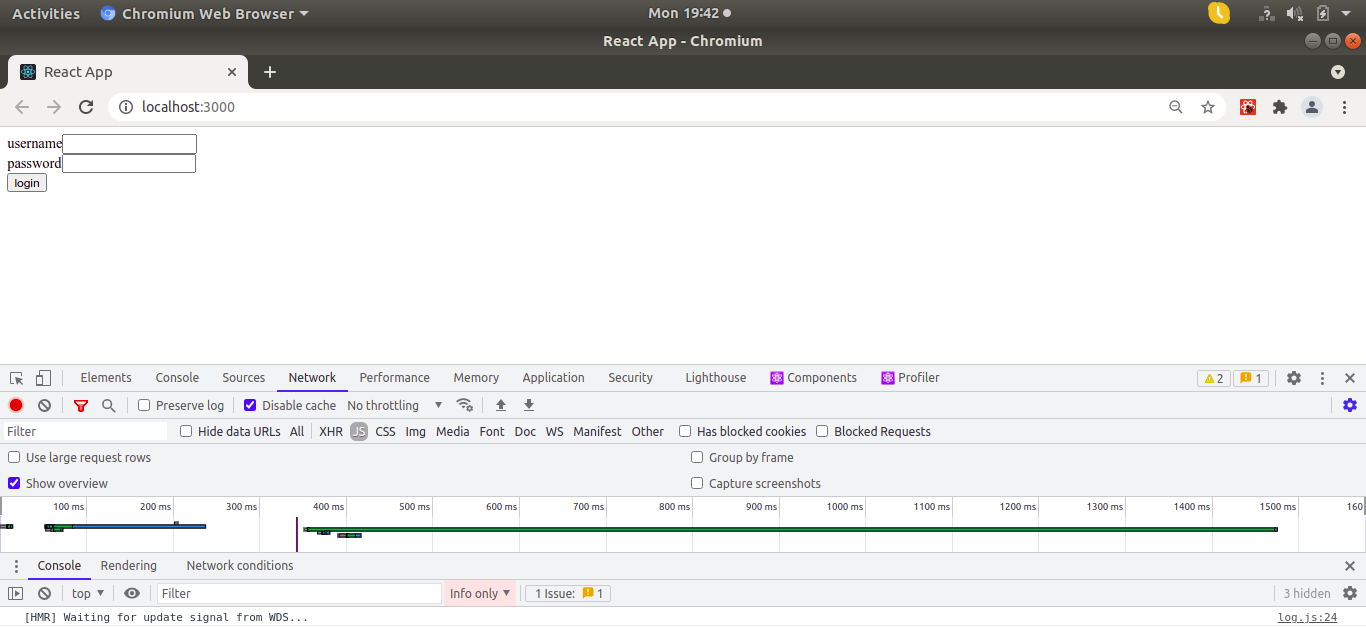 Activities Chromium Web Browser Mon 19:42
React App - Chromium
React App
localhost:3000
username
password
login
Elements Console Sources Network Performance Memory Application Security Lighthouse Components Profiler 2 1
Preserve log Disable cache No throttling
Filter Hide data URLs All XHR JS CSS Img Media Font Doc WS Manifest Other Has blocked cookies Blocked Requests
Use large request rows Group by frame
Show overview Capture screenshots
100 ms 200 ms 300 ms 400 ms 500 ms 600 ms 700 ms 800 ms 900 ms 1000 ms 1100 ms 1200 ms 1300 ms 1400 ms 1500 ms 160
Console Rendering Network conditions
top Filter Info only 1 Issue: 1 3 hidden
[HMR] Waiting for update signal from WDS... log.js:24